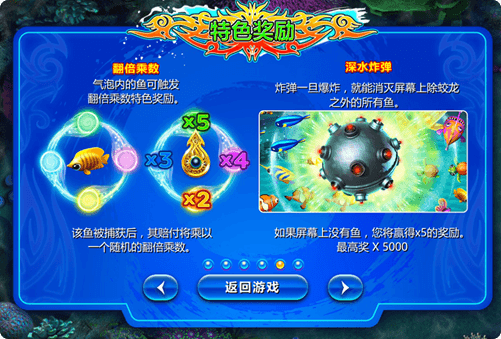 特色奖励
翻倍乘数
气泡内的鱼可触发
翻倍乘数特色奖励。
x5
x3
x4
x2
该鱼被捕获后，其赔付将乘以
一个随机的翻倍乘数。
深水炸弹
炸弹一旦爆炸，就能消灭屏幕上除蛟龙
之外的所有鱼。
如果屏幕上没有鱼，您将赢得x5的奖励。
最高奖 X 5000
返回游戏